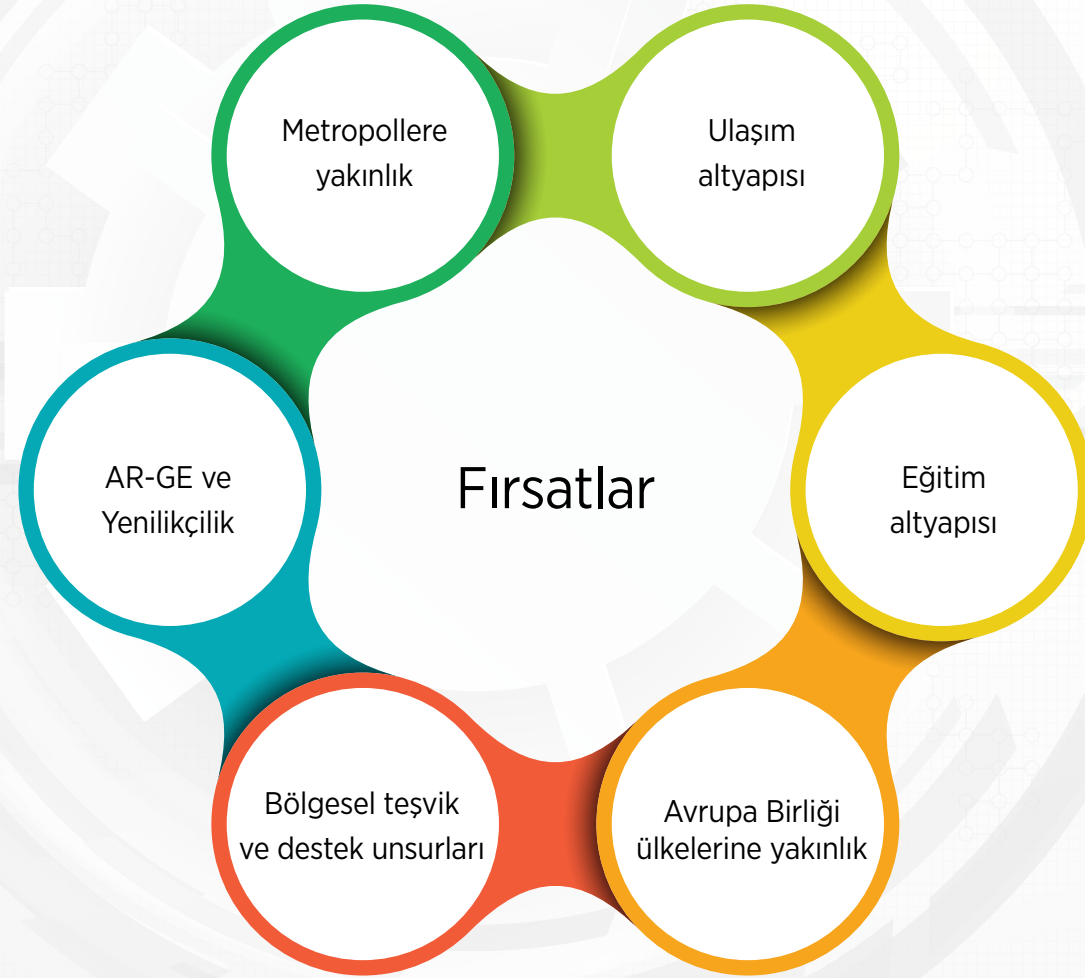 Metropollere
yakınlık
Ulaşım
altyapısı
AR-GE ve
Yenilikçilik
Fırsatlar
Eğitim
altyapısı
Bölgesel teşvik
ve destek unsurları
Avrupa Birliği
ülkelerine yakınlık